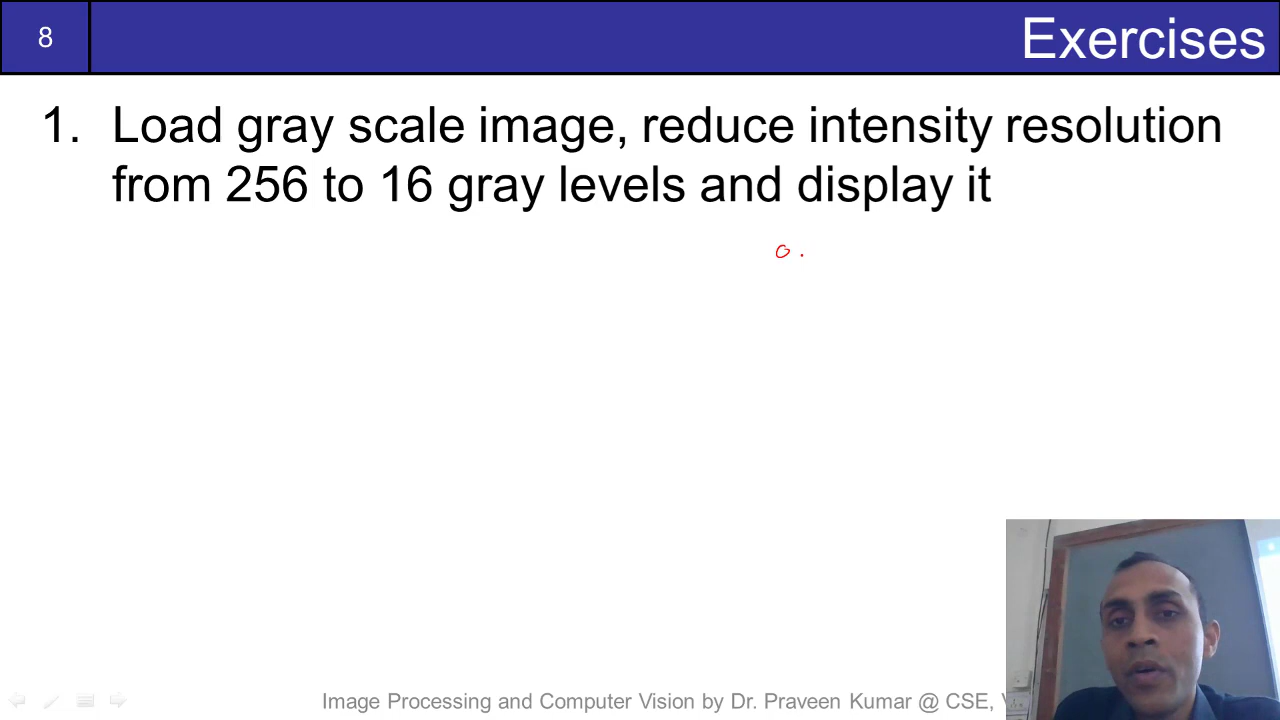 8
Exercises
1. Load gray scale image, reduce intensity resolution
from 256 to 16 gray levels and display it
0.
Image Processing and Computer Vision by Dr. Praveen Kumar @ CSE,